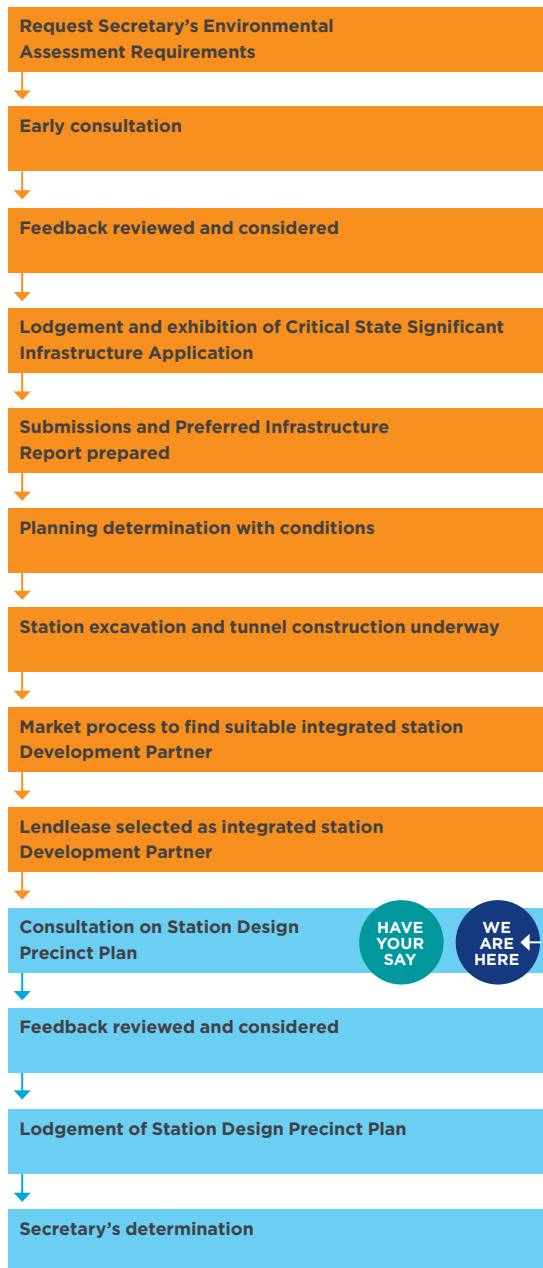 Request Secretary’s Environmental
Assessment Requirements
Early consultation
Feedback reviewed and considered
Lodgement and exhibition of Critical State Significant
Infrastructure Application
Submissions and Preferred Infrastructure
Report prepared
Planning determination with conditions
Station excavation and tunnel construction underway
Market process to find suitable integrated station
Development Partner
Lendlease selected as integrated station
Development Partner
Consultation on Station Design
Precinct Plan
HAVE
YOUR
SAY
WE
ARE
HERE
Feedback reviewed and considered
Lodgement of Station Design Precinct Plan
Secretary’s determination